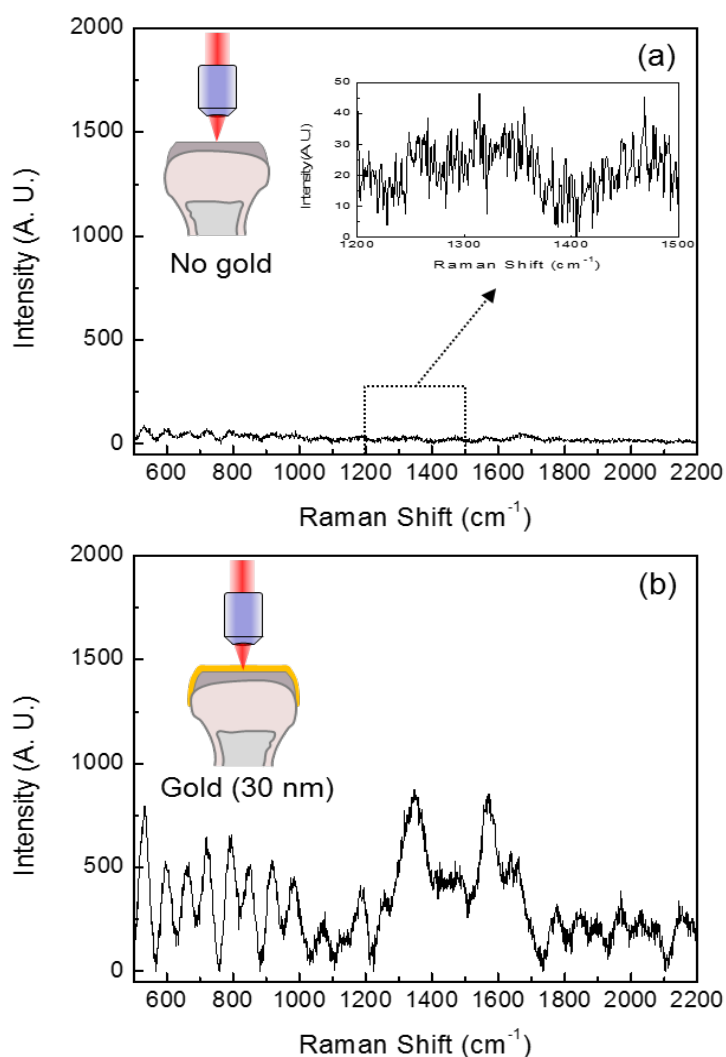 (a)
2000
1500
1000
500
0
Intensity (A. U.)
No gold
50
40
30
20
10
0
Intensity(A.U)
1200 1300 1400 1500
Raman Shift (cm⁻¹)
600 800 1000 1200 1400 1600 1800 2000 2200
Raman Shift (cm⁻¹)
(b)
2000
1500
1000
500
0
Intensity (A. U.)
Gold (30 nm)
600 800 1000 1200 1400 1600 1800 2000 2200
Raman Shift (cm⁻¹)